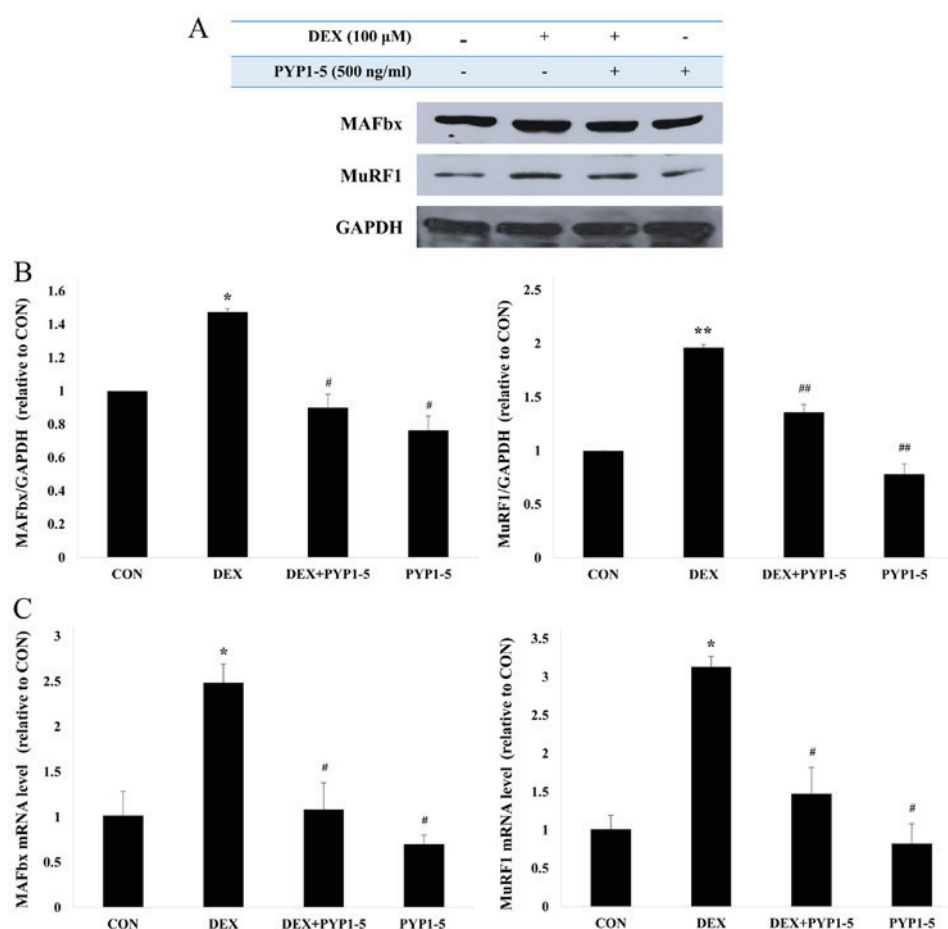 A
DEX (100 µM) - + + -
PYP1-5 (500 ng/ml) - - + +
MAFbx
MuRF1
GAPDH
B
MAFbx/GAPDH (relative to CON)
1.6
1.4
1.2
1
0.8
0.6
0.4
0.2
0
*
#
#
CON DEX DEX+PYP1-5 PYP1-5
MuRF1/GAPDH (relative to CON)
2.5
2
1.5
1
0.5
0
**
##
##
CON DEX DEX+PYP1-5 PYP1-5
C
MAFbx mRNA level (relative to CON)
3
2.5
2
1.5
1
0.5
0
*
#
#
CON DEX DEX+PYP1-5 PYP1-5
MuRF1 mRNA level (relative to CON)
3.5
3
2.5
2
1.5
1
0.5
0
*
#
#
CON DEX DEX+PYP1-5 PYP1-5